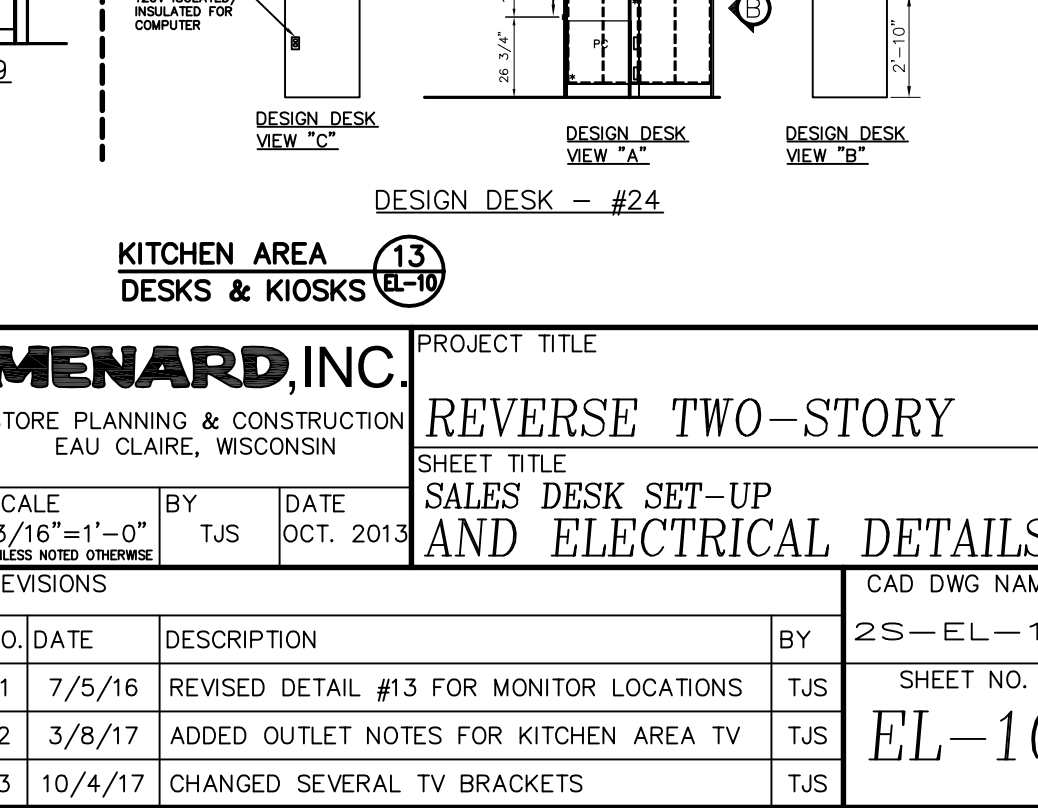 INSULATED FOR
COMPUTER
9
26 3/4"
PC
B
2'-10"
DESIGN DESK
VIEW "C"
DESIGN DESK
VIEW "A"
DESIGN DESK
VIEW "B"
DESIGN DESK - #24
KITCHEN AREA
DESKS & KIOSKS
13
EL-10
MENARD, INC.
STORE PLANNING & CONSTRUCTION
EAU CLAIRE, WISCONSIN
CALE
3/16"=1'-0"
NLESS NOTED OTHERWISE
BY
TJS
DATE
OCT. 2013
PROJECT TITLE
REVERSE TWO-STORY
SHEET TITLE
SALES DESK SET-UP
AND ELECTRICAL DETAILS
EVISIONS
O. DATE DESCRIPTION BY
1 7/5/16 REVISED DETAIL #13 FOR MONITOR LOCATIONS TJS
2 3/8/17 ADDED OUTLET NOTES FOR KITCHEN AREA TV TJS
3 10/4/17 CHANGED SEVERAL TV BRACKETS TJS
CAD DWG NAM
2S-EL-1
SHEET NO.
EL-10